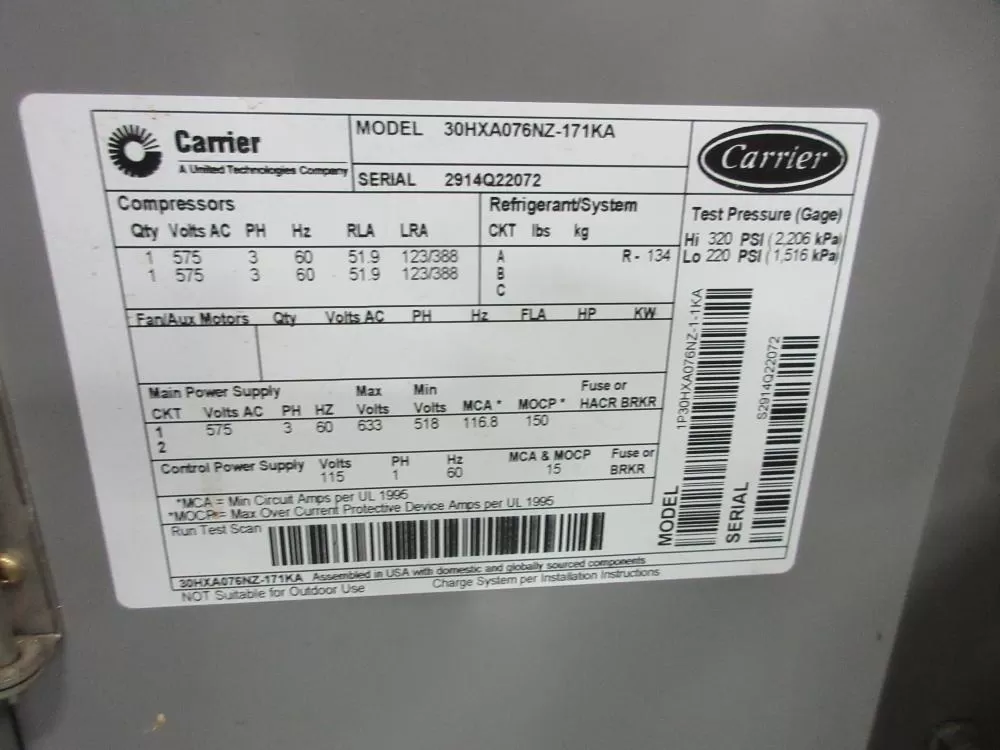 Carrier
A United Technologies Company
MODEL 30HXA076NZ-171KA
SERIAL 2914Q22072
Carrier
Compressors
Qty Volts AC PH Hz RLA LRA
1 575 3 60 51.9 123/388
1 575 3 60 51.9 123/388
Refrigerant/System
CKT lbs kg
A R - 134
B
C
Test Pressure (Gage)
Hi 320 PSI ( 2,206 kPa
Lo 220 PSI ( 1,516 kPa)
Fan/Aux Motors Qty Volts AC PH Hz FLA HP KW
Main Power Supply Max Min Fuse or
CKT Volts AC PH HZ Volts Volts MCA * MOCP * HACR BRKR
1 575 3 60 633 518 116.8 150
2
Control Power Supply Volts PH Hz MCA & MOCP Fuse or
115 1 60 15 BRKR
*MCA = Min Circuit Amps per UL 1995
*MOCP= Max Over Current Protective Device Amps per UL 1995
Run Test Scan
30HXA076NZ-171KA Assembled in USA with domestic and globally sourced components
NOT Suitable for Outdoor Use Charge System per Installation Instructions
MODEL
1P30HXA076NZ-1-1KA
SERIAL
S2914Q22072